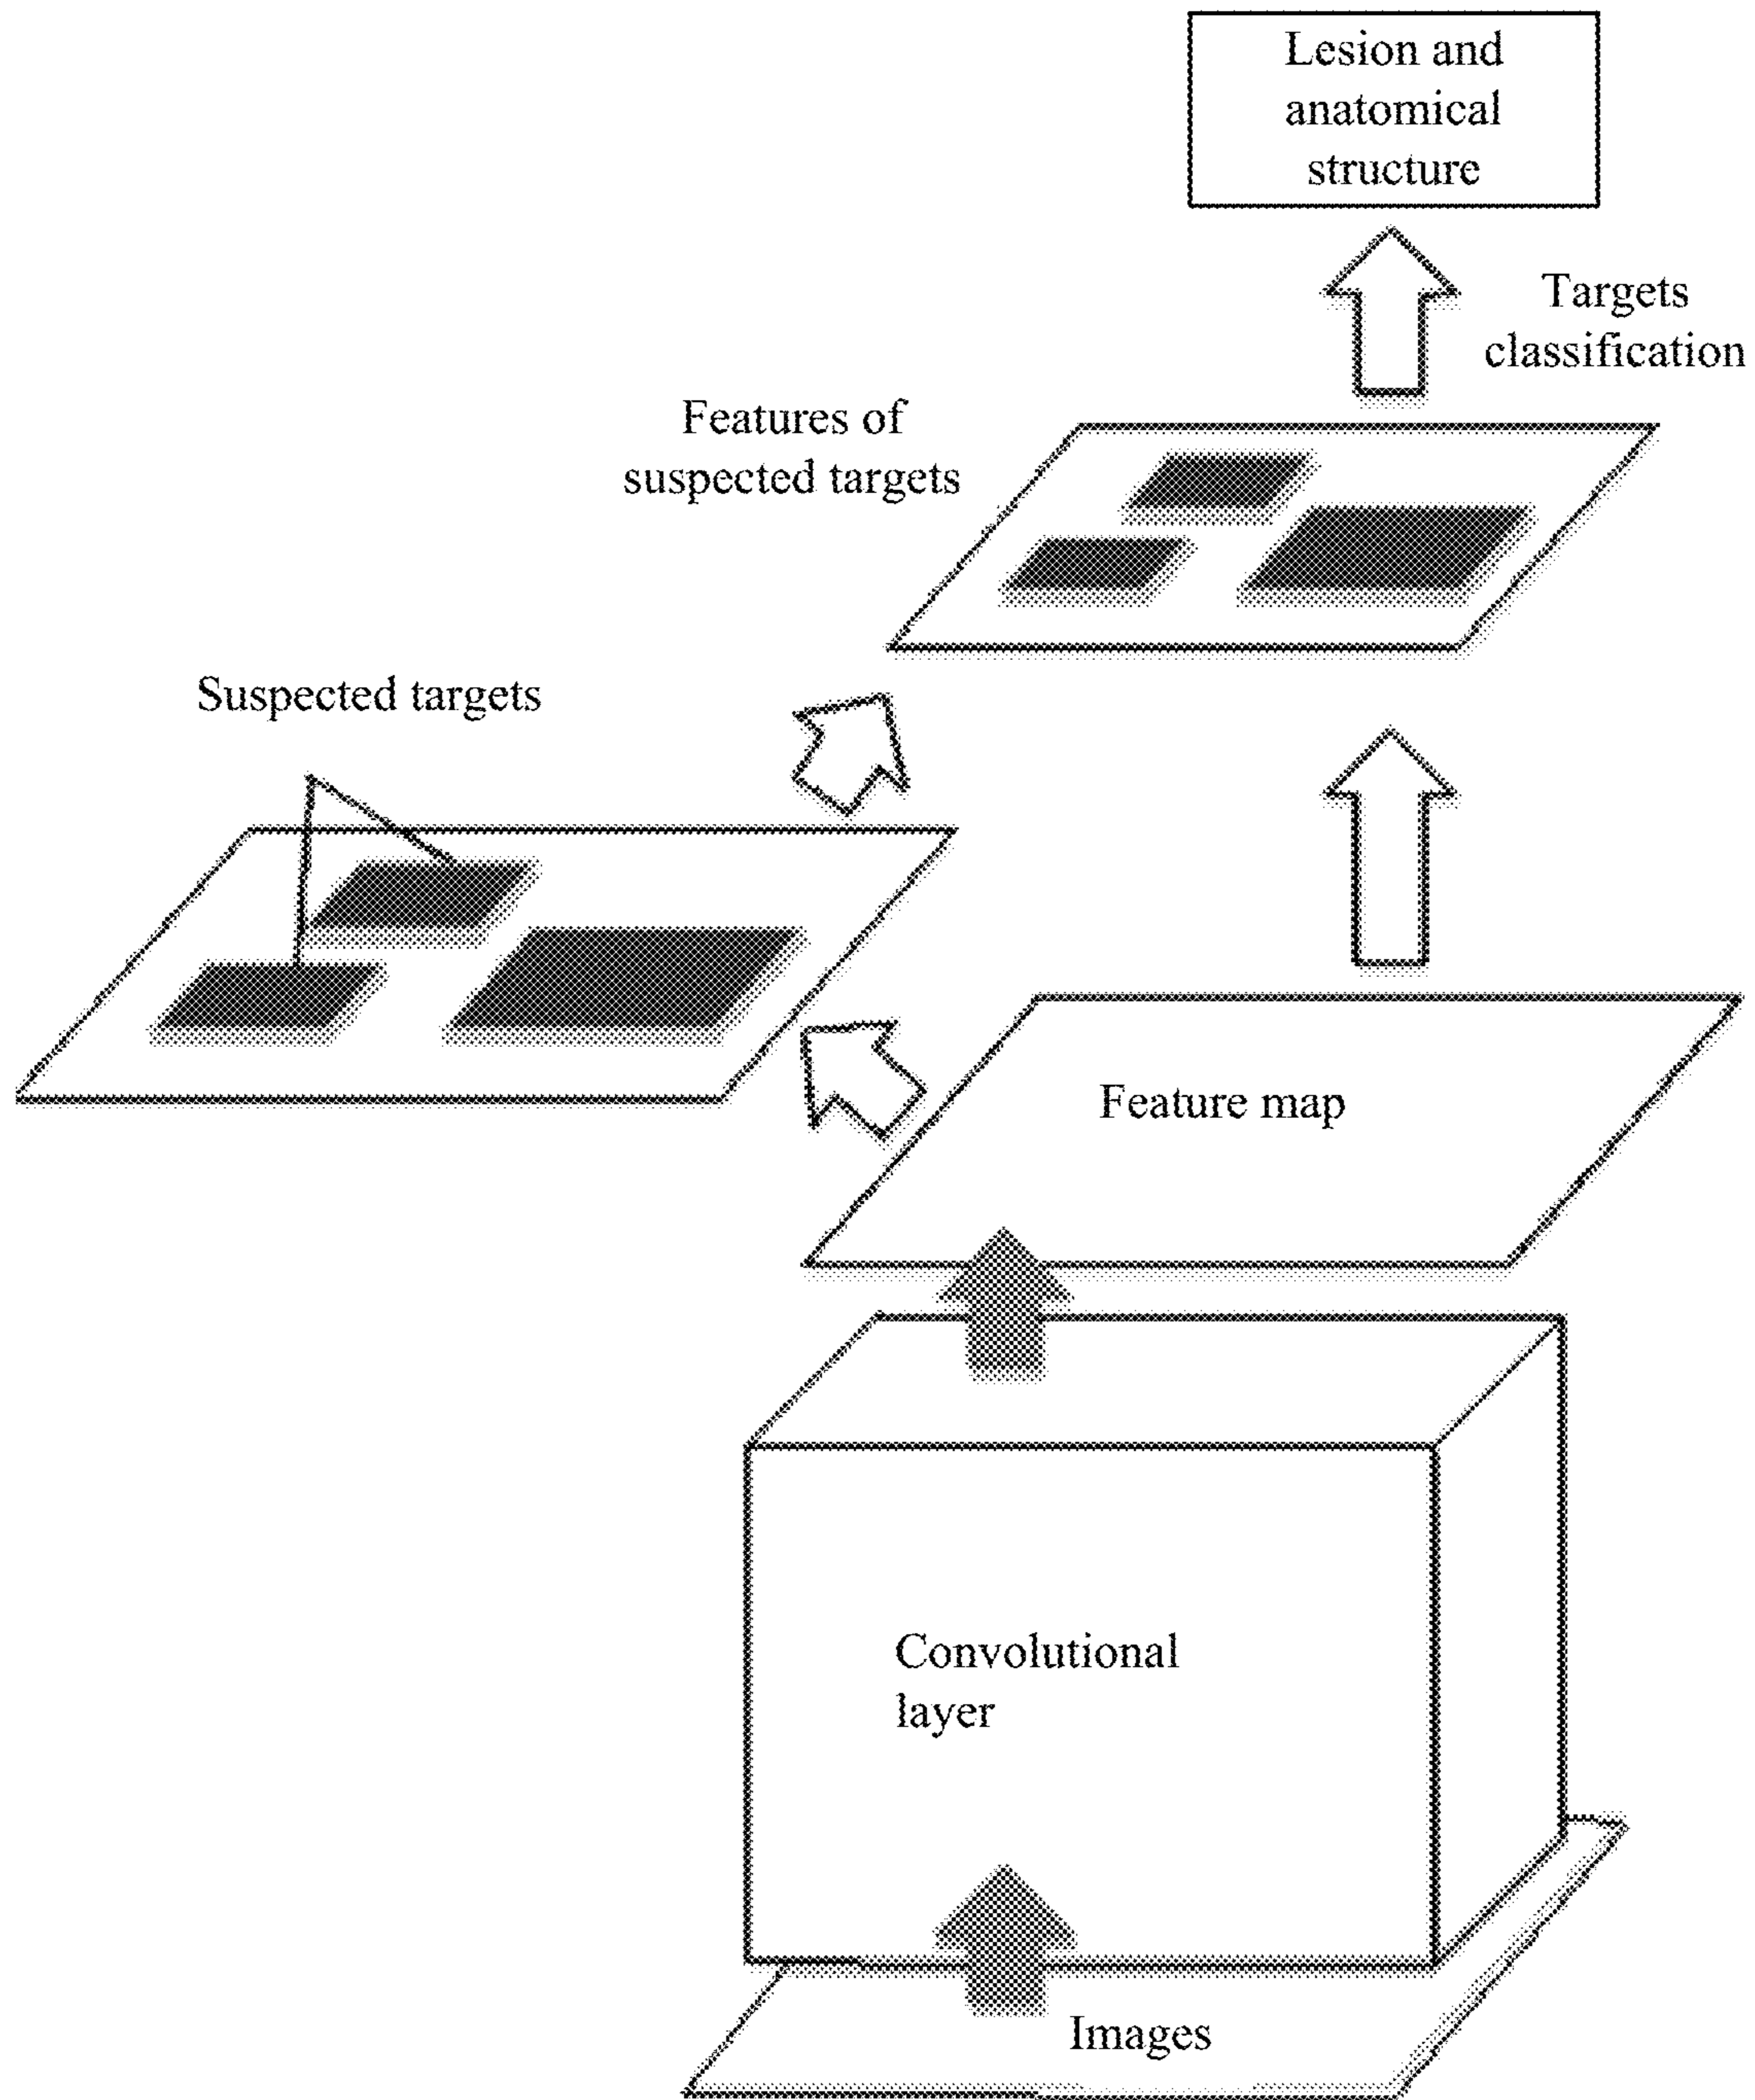 Lesion and
anatomical
structure
Targets
classification
Features of
suspected targets
Suspected targets
Feature map
Convolutional
layer
Images